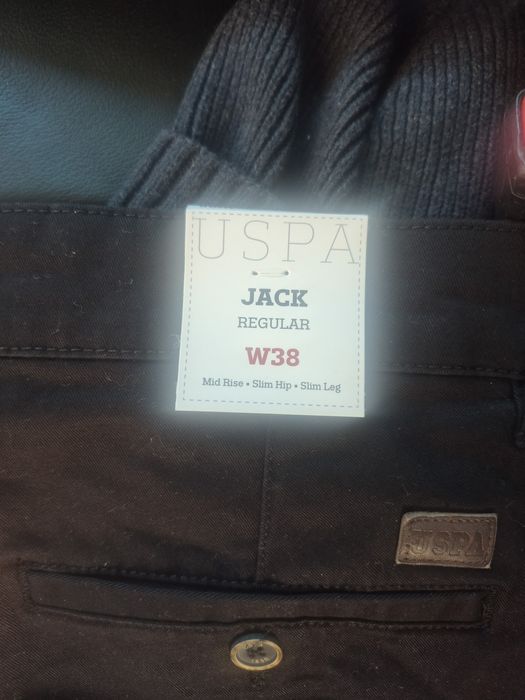 USPA
JACK
REGULAR
W38
Mid Rise • Slim Hip • Slim Leg
USPA